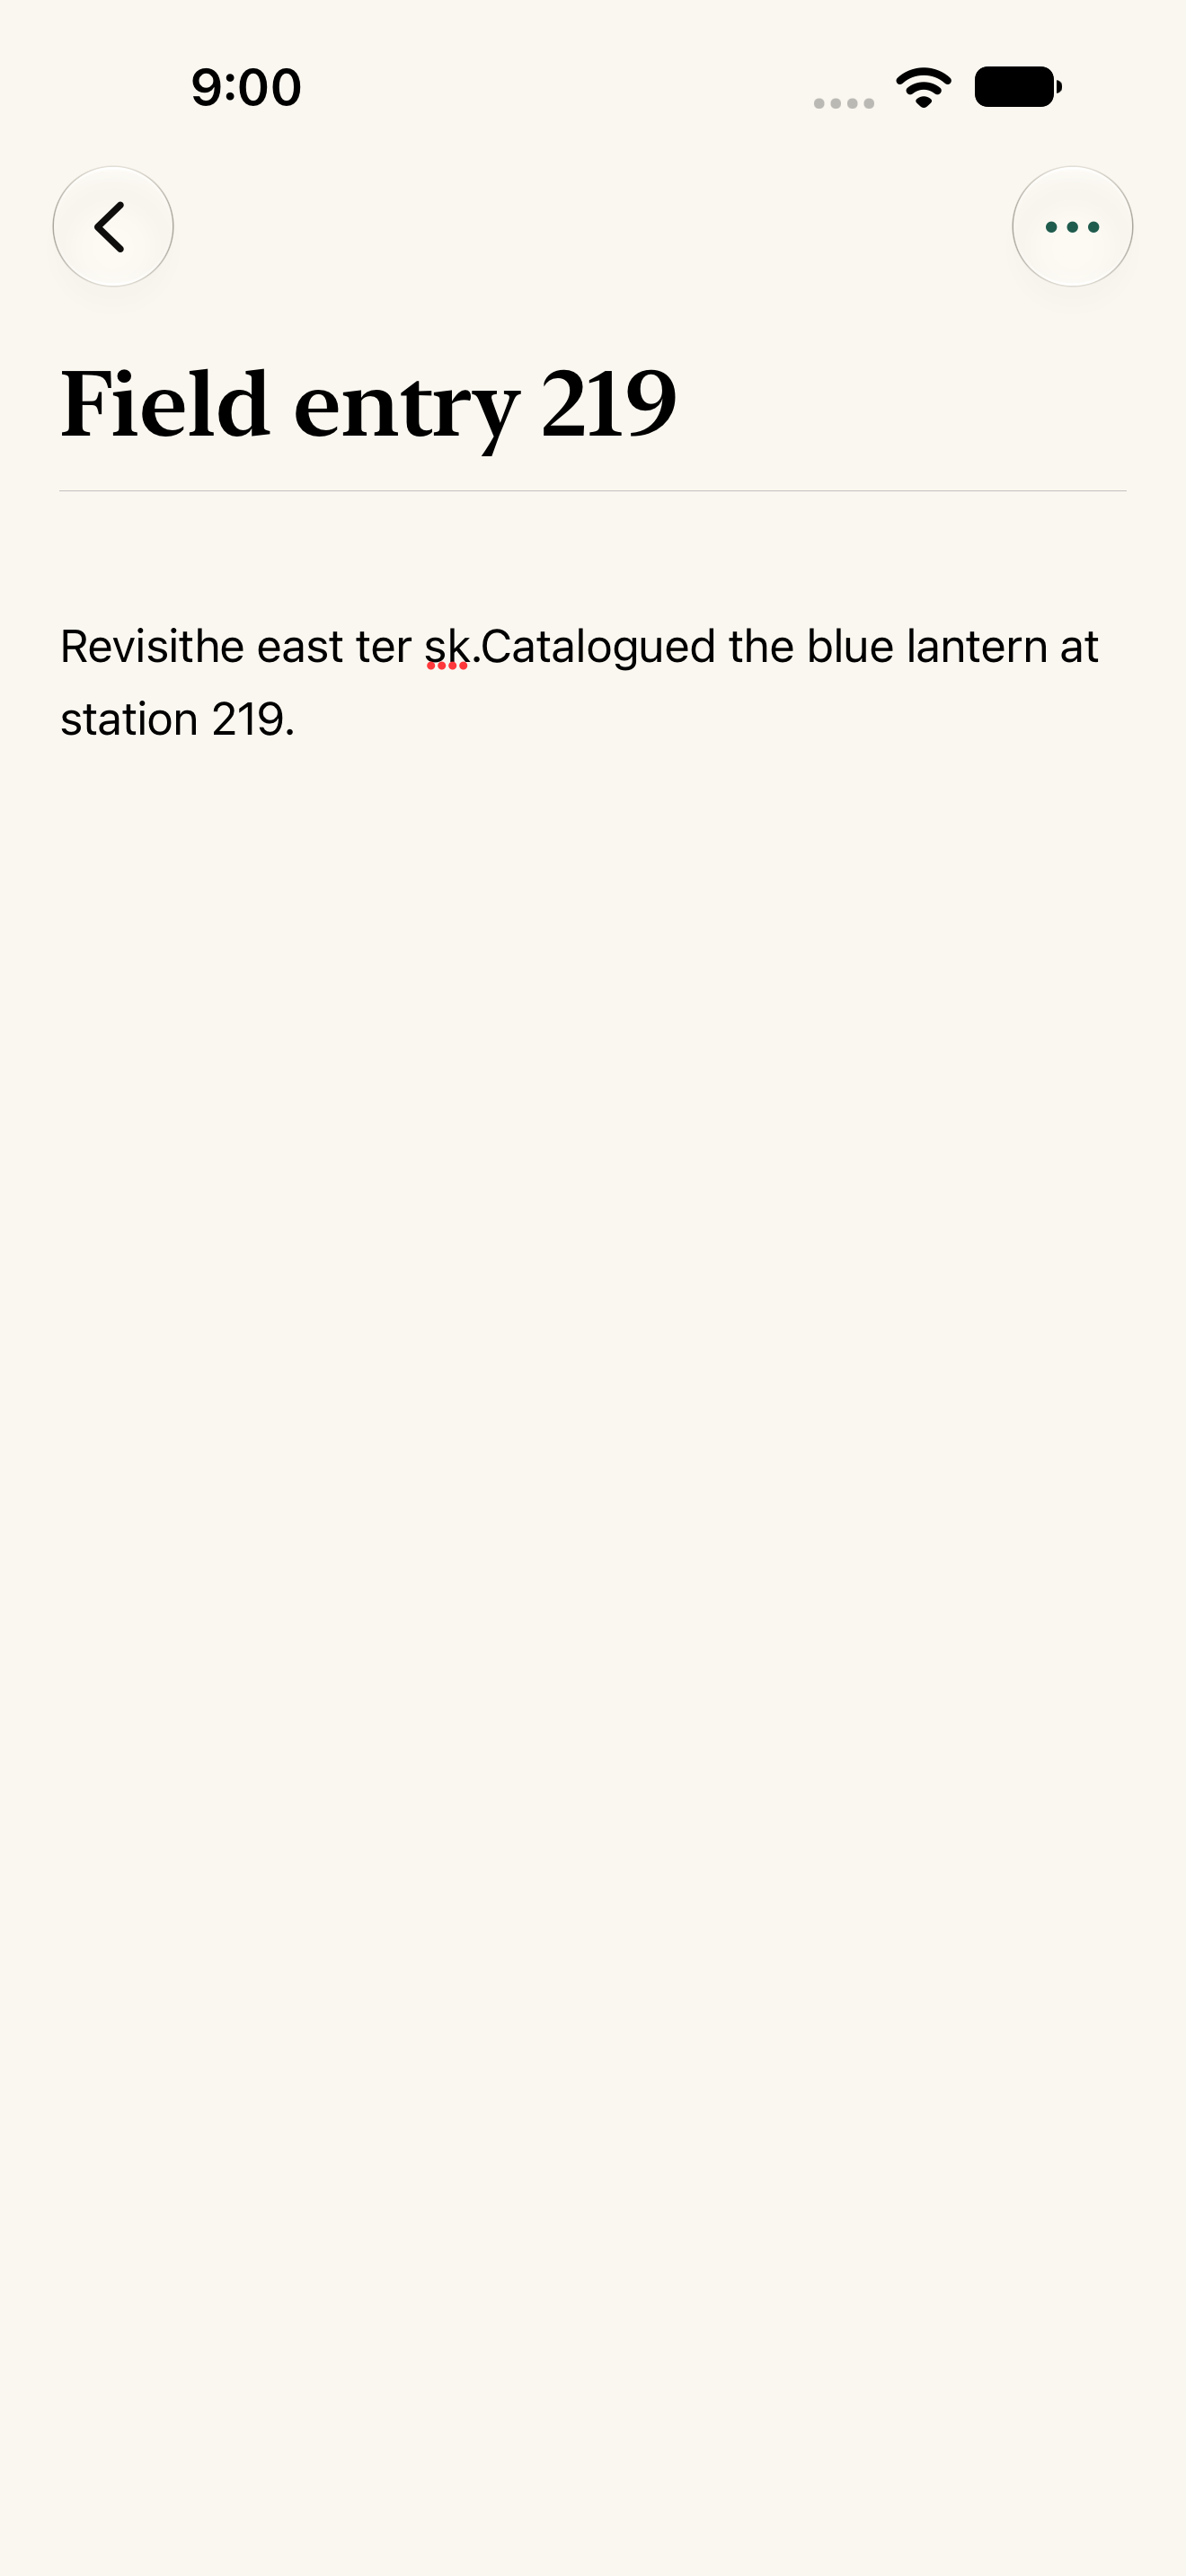 9:00
Field entry 219
Revisithe east ter sk.Catalogued the blue lantern at
station 219.